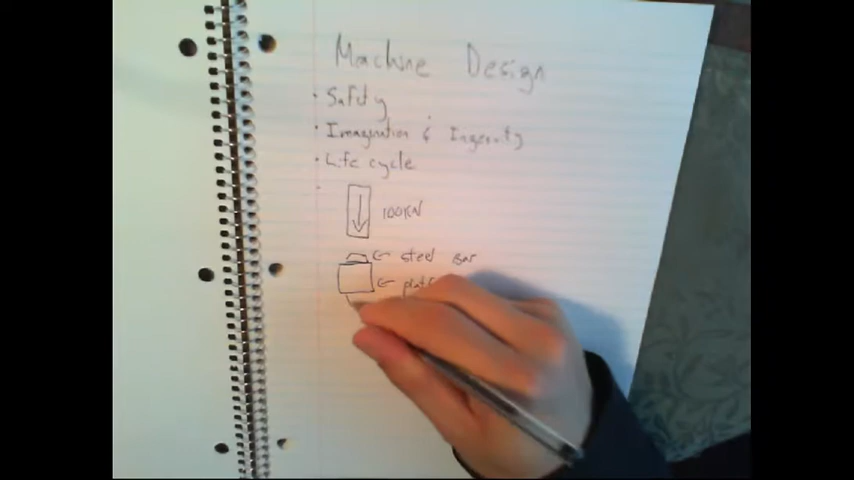 Machine Design
• Safety
• Imagination & Ingenuity
• Life cycle
•
100KN
← steel Bar
←